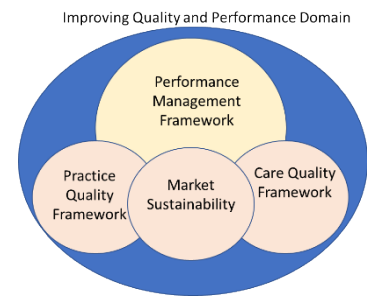 Improving Quality and Performance Domain
Performance
Management
Framework
Practice
Quality
Framework
Market
Sustainability
Care Quality
Framework